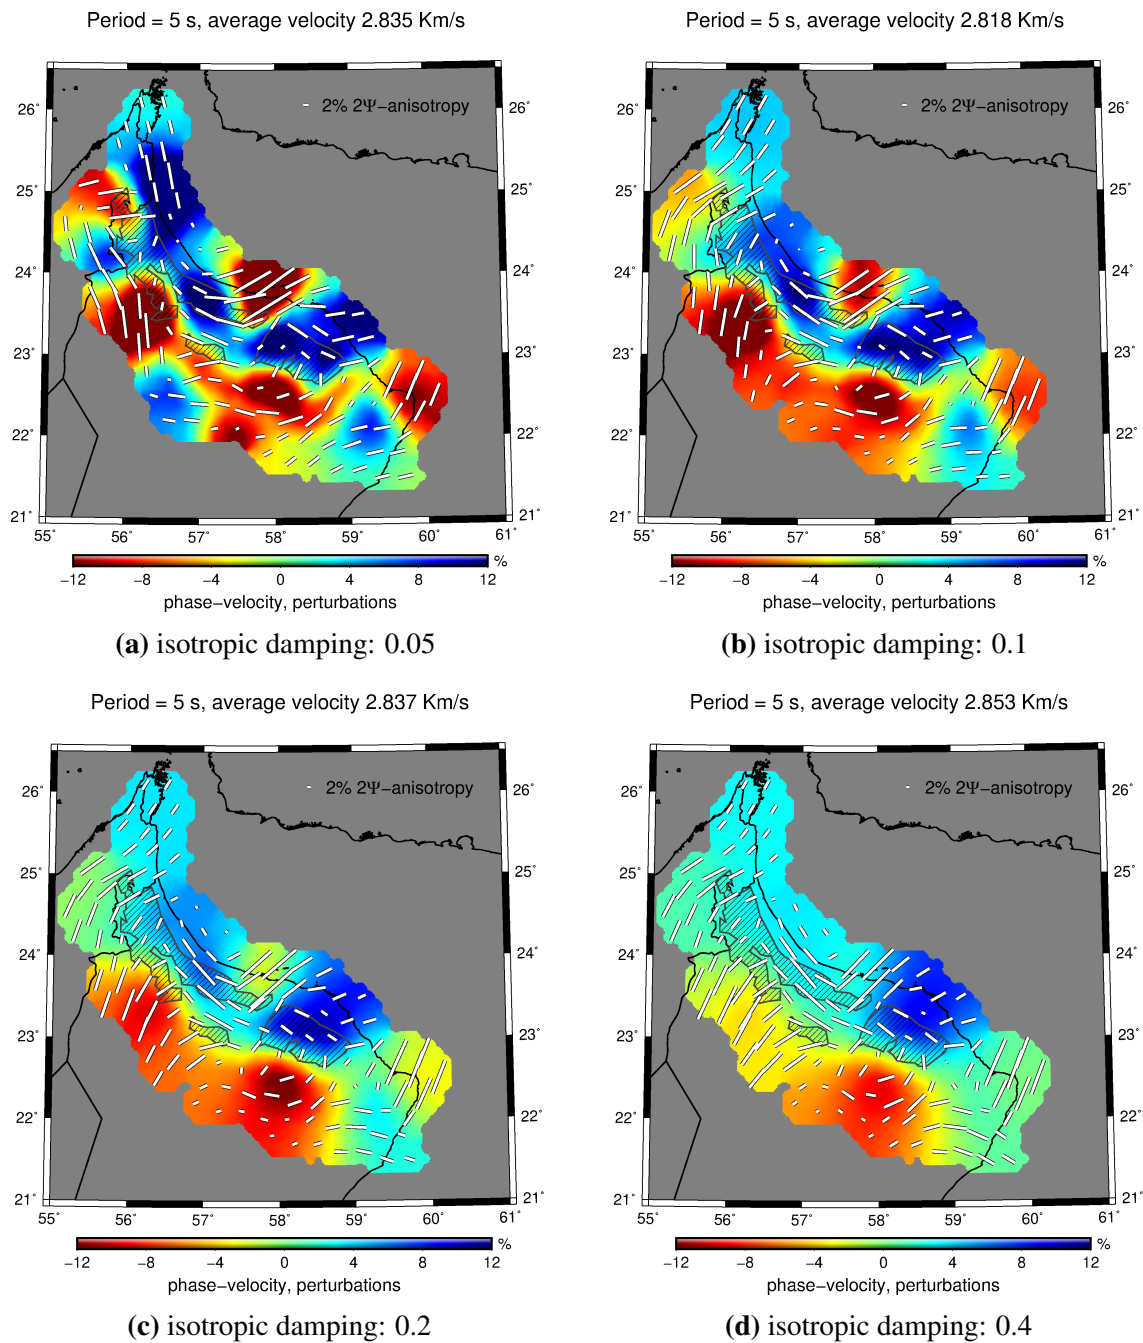 Period = 5 s, average velocity 2.835 Km/s
2% 2Ψ−anisotropy
26˚ 26˚
25˚ 25˚
24˚ 24˚
23˚ 23˚
22˚ 22˚
21˚ 21˚
55˚ 56˚ 57˚ 58˚ 59˚ 60˚ 61˚
%
−12 −8 −4 0 4 8 12
phase−velocity, perturbations
(a) isotropic damping: 0.05
Period = 5 s, average velocity 2.818 Km/s
2% 2Ψ−anisotropy
26˚ 26˚
25˚ 25˚
24˚ 24˚
23˚ 23˚
22˚ 22˚
21˚ 21˚
55˚ 56˚ 57˚ 58˚ 59˚ 60˚ 61˚
%
−12 −8 −4 0 4 8 12
phase−velocity, perturbations
(b) isotropic damping: 0.1
Period = 5 s, average velocity 2.837 Km/s
2% 2Ψ−anisotropy
26˚ 26˚
25˚ 25˚
24˚ 24˚
23˚ 23˚
22˚ 22˚
21˚ 21˚
55˚ 56˚ 57˚ 58˚ 59˚ 60˚ 61˚
%
−12 −8 −4 0 4 8 12
phase−velocity, perturbations
(c) isotropic damping: 0.2
Period = 5 s, average velocity 2.853 Km/s
2% 2Ψ−anisotropy
26˚ 26˚
25˚ 25˚
24˚ 24˚
23˚ 23˚
22˚ 22˚
21˚ 21˚
55˚ 56˚ 57˚ 58˚ 59˚ 60˚ 61˚
%
−12 −8 −4 0 4 8 12
phase−velocity, perturbations
(d) isotropic damping: 0.4